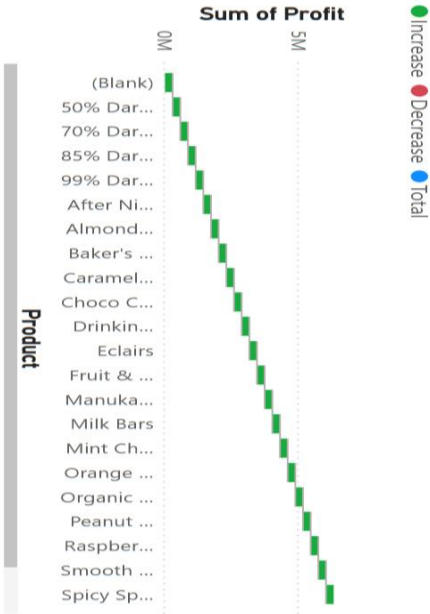 Increase Decrease Total
Sum of Profit
0M
5M
(Blank)
50% Dar...
70% Dar...
85% Dar...
99% Dar...
After Ni...
Almond...
Baker's ...
Caramel...
Choco C...
Drinkin...
Eclairs
Fruit & ...
Manuka...
Milk Bars
Mint Ch...
Orange ...
Organic ...
Peanut ...
Raspber...
Smooth ...
Spicy Sp...
Product